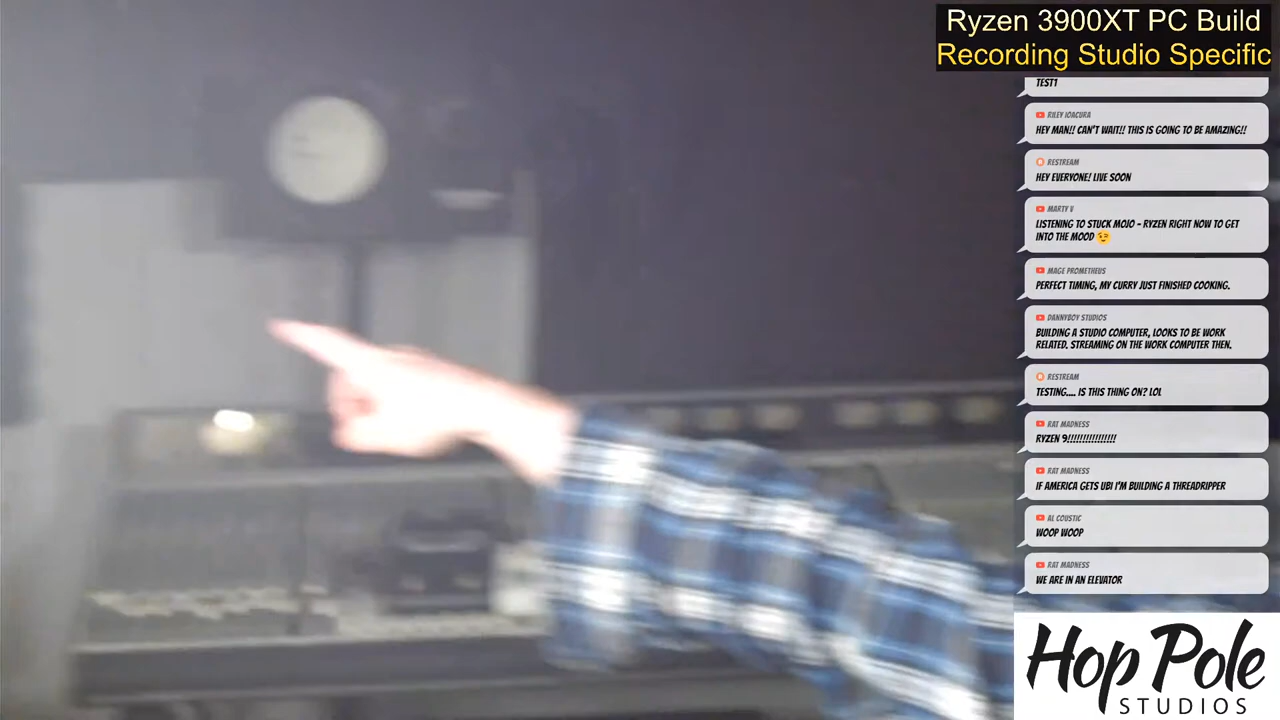 Ryzen 3900XT PC Build
Recording Studio Specific
TEST1
RILEY IOACURA
HEY MAN!! CAN'T WAIT!! THIS IS GOING TO BE AMAZING!!
RESTREAM
HEY EVERYONE! LIVE SOON
MARTY V
LISTENING TO STUCK MOJO - RYZEN RIGHT NOW TO GET
INTO THE MOOD 😉
MAGE PROMETHEUS
PERFECT TIMING, MY CURRY JUST FINISHED COOKING.
DANNYBOY STUDIOS
BUILDING A STUDIO COMPUTER, LOOKS TO BE WORK
RELATED. STREAMING ON THE WORK COMPUTER THEN.
RESTREAM
TESTING.... IS THIS THING ON? LOL
RAT MADNESS
RYZEN 9!!!!!!!!!!!!!!!!
RAT MADNESS
IF AMERICA GETS UBI I'M BUILDING A THREADRIPPER
AL COUSTIC
WOOP WOOP
RAT MADNESS
WE ARE IN AN ELEVATOR
Hop Pole
STUDIOS